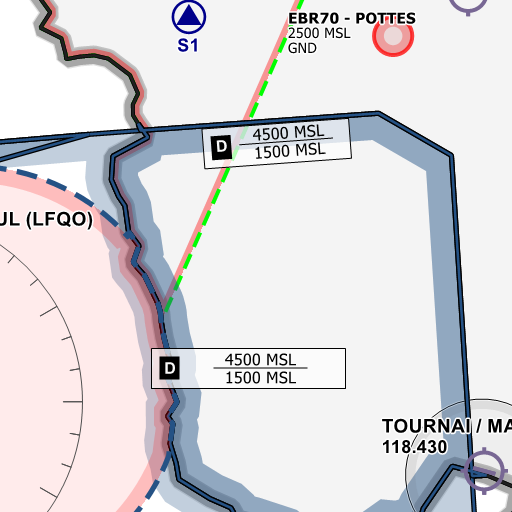 EBR70 - POTTES
2500 MSL
GND
S1
D
4500 MSL
1500 MSL
UL (LFQO)
D
4500 MSL
1500 MSL
TOURNAI / MA
118.430